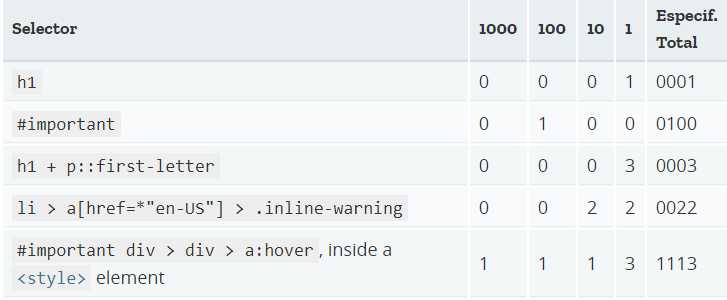 Selector 1000 100 10 1 Especif. Total
h1 0 0 0 1 0001
#important 0 1 0 0 0100
h1 + p::first-letter 0 0 0 3 0003
li > a[href=*"en-US"] > .inline-warning 0 0 2 2 0022
#important div > div > a:hover , inside a
<style> element 1 1 1 3 1113